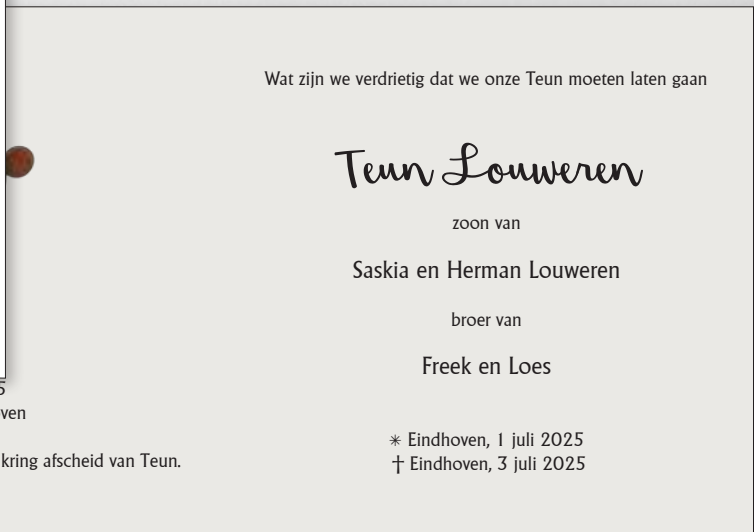 Wat zijn we verdrietig dat we onze Teun moeten laten gaan
Teun Louweren
zoon van
Saskia en Herman Louweren
broer van
Freek en Loes
✴ Eindhoven, 1 juli 2025
† Eindhoven, 3 juli 2025
5
ven
kring afscheid van Teun.